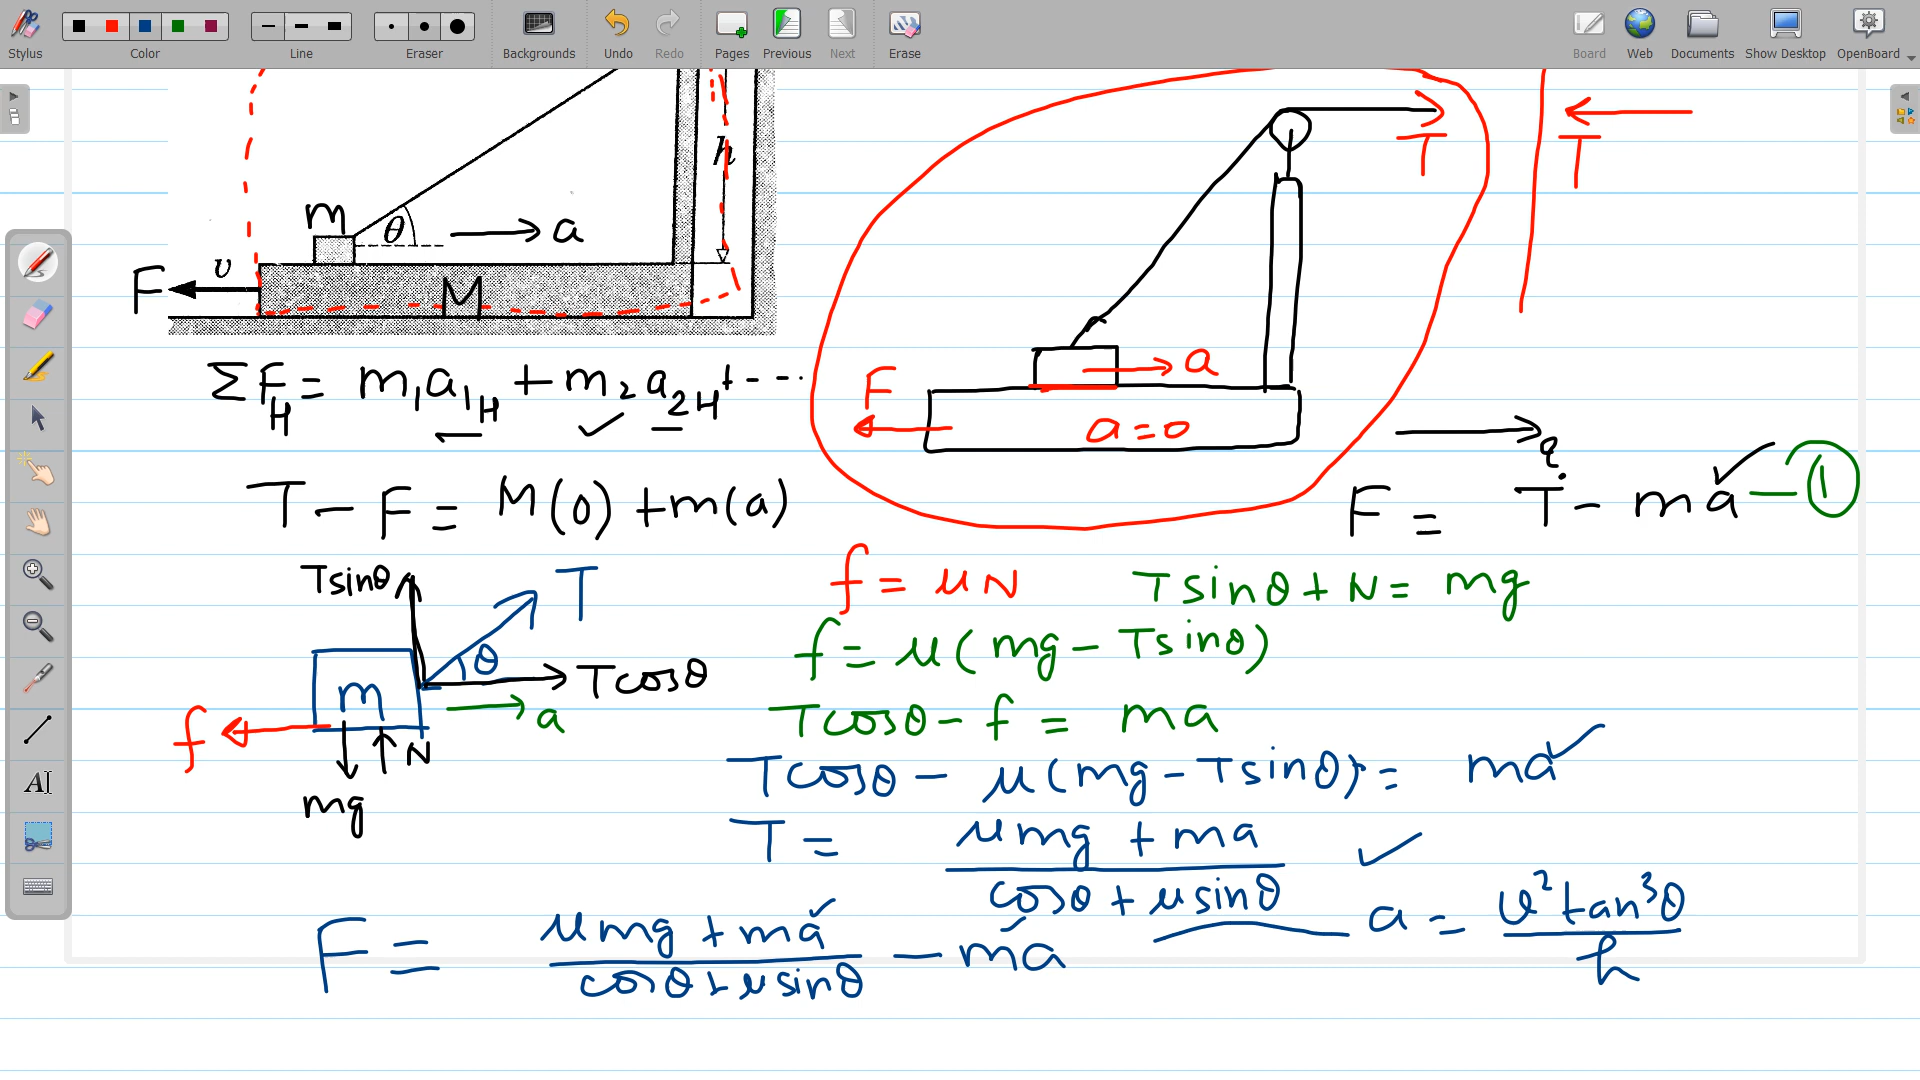 Stylus Color Line Eraser Backgrounds Undo Redo Pages Previous Next Erase Board Web Documents Show Desktop OpenBoard
h
m θ → a
F ← v
M
T T
F a
a = 0
ΣF_H = m₁a₁H + m₂a₂H + - - -
T - F = M(0) + m(a)
F = T - ma - ①
Tsinθ T
θ Tcosθ
m a
f N
mg
f = μN Tsinθ + N = mg
f = μ(mg - Tsinθ)
Tcosθ - f = ma
Tcosθ - μ(mg - Tsinθ) = ma ✓
T = (μmg + ma)/(cosθ + μsinθ) ✓
a = v²tan³θ/h
F = (μmg + ma)/(cosθ + μsinθ) - ma
AI